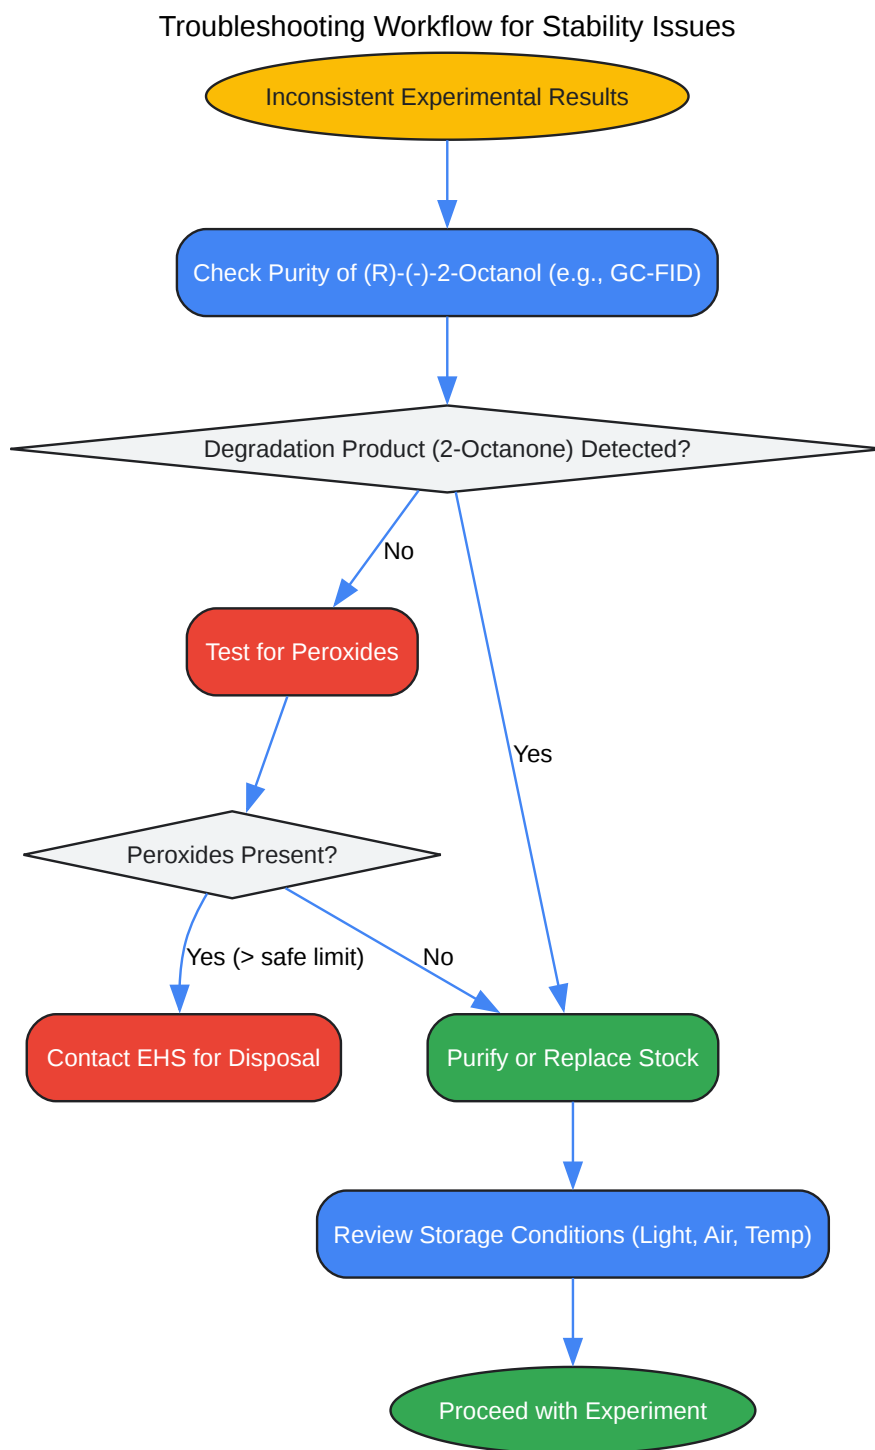 Troubleshooting Workflow for Stability Issues
Inconsistent Experimental Results
Check Purity of (R)-(-)-2-Octanol (e.g., GC-FID)
Degradation Product (2-Octanone) Detected?
No
Test for Peroxides
Yes
Peroxides Present?
Yes (> safe limit)
No
Contact EHS for Disposal
Purify or Replace Stock
Review Storage Conditions (Light, Air, Temp)
Proceed with Experiment